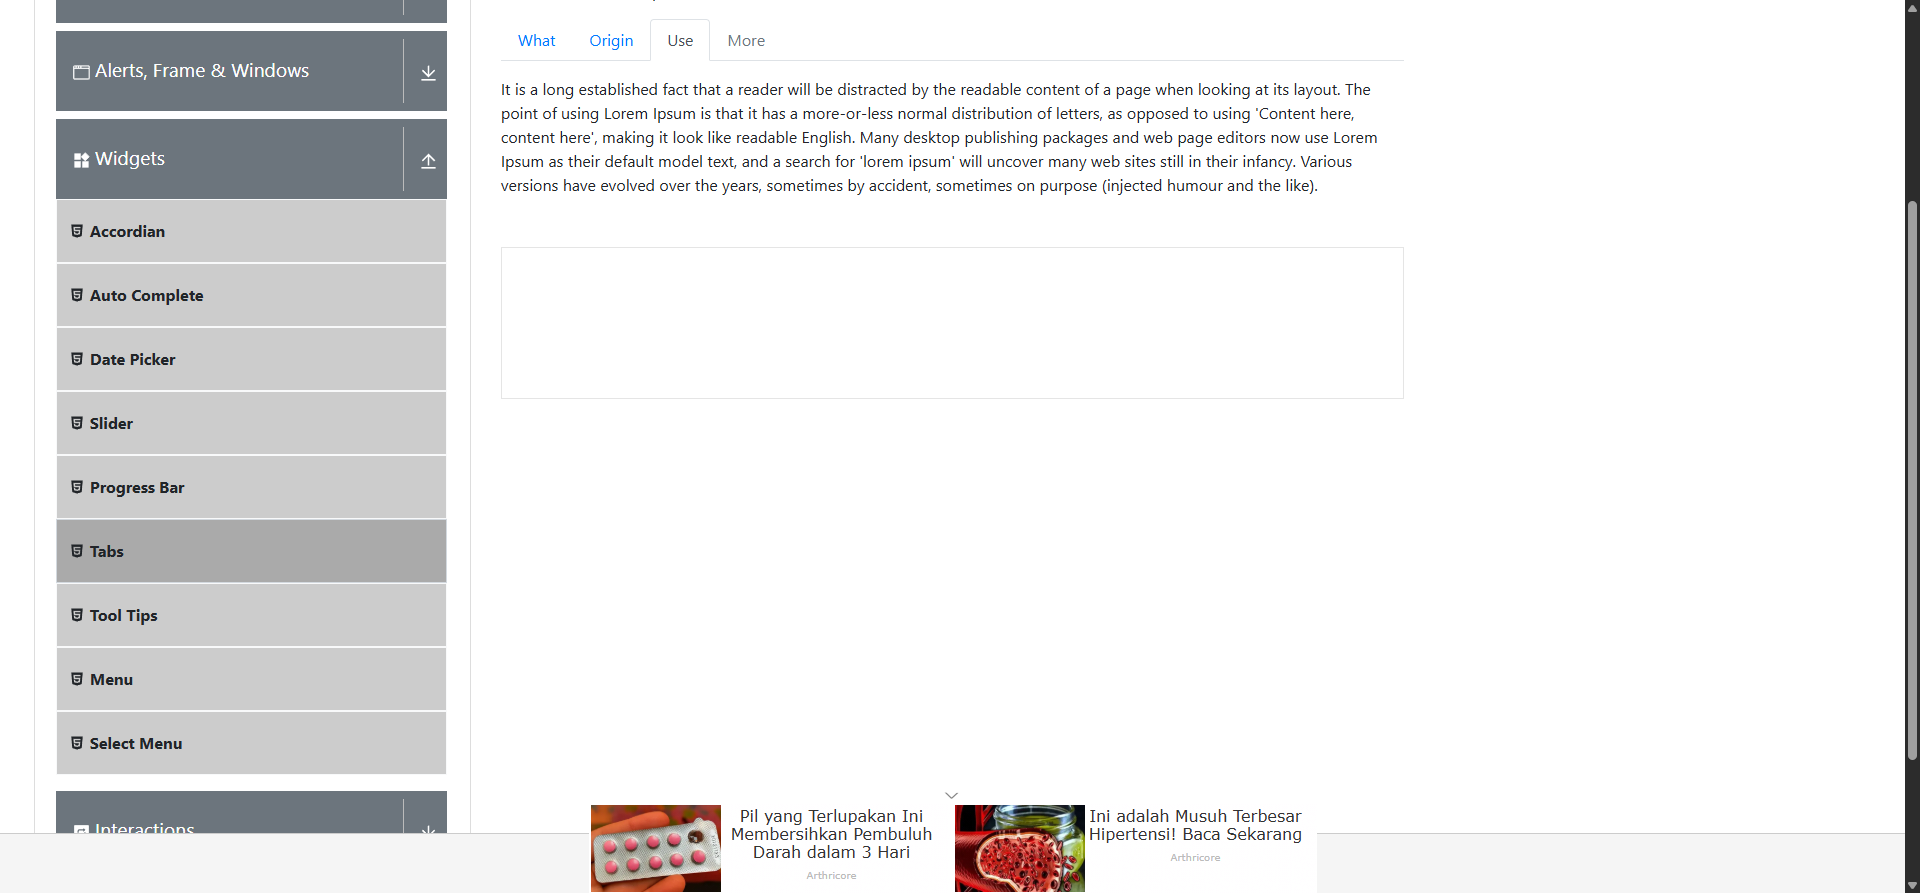 Alerts, Frame & Windows
Widgets
Accordian
Auto Complete
Date Picker
Slider
Progress Bar
Tabs
Tool Tips
Menu
Select Menu
Interactions
What
Origin
Use
More
It is a long established fact that a reader will be distracted by the readable content of a page when looking at its layout. The
point of using Lorem Ipsum is that it has a more-or-less normal distribution of letters, as opposed to using 'Content here,
content here', making it look like readable English. Many desktop publishing packages and web page editors now use Lorem
Ipsum as their default model text, and a search for 'lorem ipsum' will uncover many web sites still in their infancy. Various
versions have evolved over the years, sometimes by accident, sometimes on purpose (injected humour and the like).
Pil yang Terlupakan Ini
Membersihkan Pembuluh
Darah dalam 3 Hari
Arthricore
Ini adalah Musuh Terbesar
Hipertensi! Baca Sekarang
Arthricore